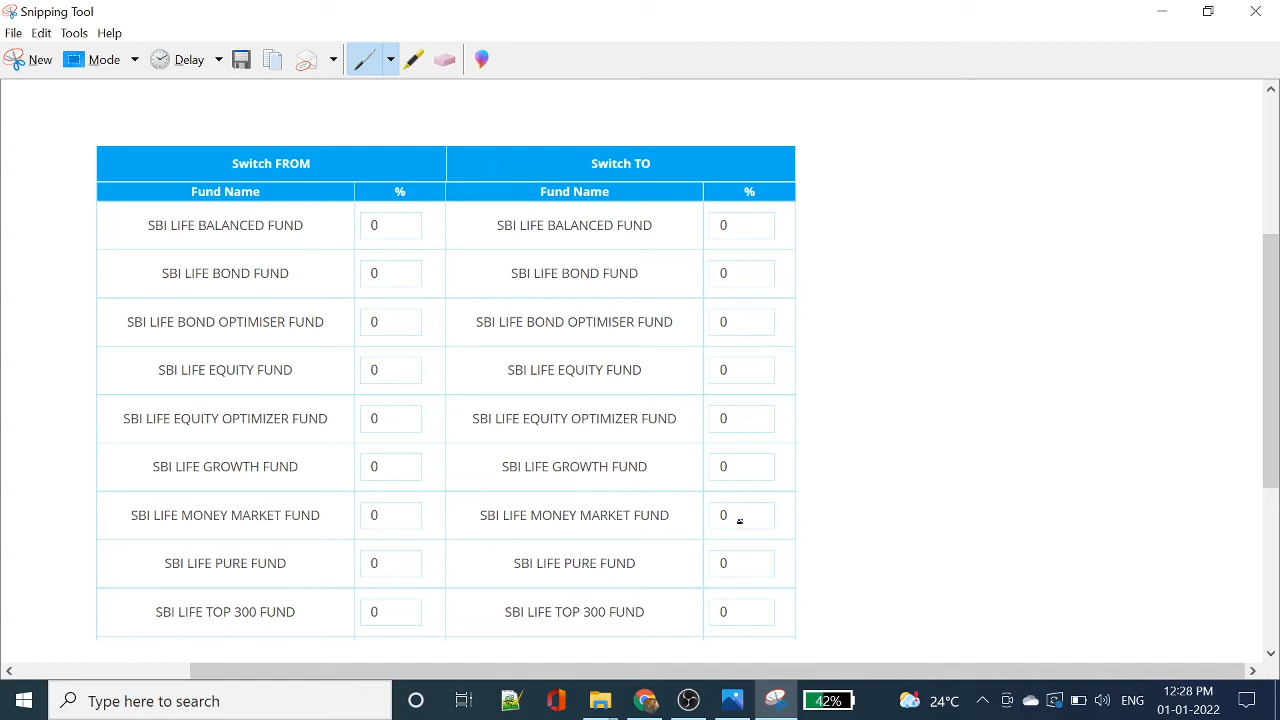 Snipping Tool
File Edit Tools Help
New Mode Delay
Switch FROM Switch TO
Fund Name % Fund Name %
SBI LIFE BALANCED FUND 0 SBI LIFE BALANCED FUND 0
SBI LIFE BOND FUND 0 SBI LIFE BOND FUND 0
SBI LIFE BOND OPTIMISER FUND 0 SBI LIFE BOND OPTIMISER FUND 0
SBI LIFE EQUITY FUND 0 SBI LIFE EQUITY FUND 0
SBI LIFE EQUITY OPTIMIZER FUND 0 SBI LIFE EQUITY OPTIMIZER FUND 0
SBI LIFE GROWTH FUND 0 SBI LIFE GROWTH FUND 0
SBI LIFE MONEY MARKET FUND 0 SBI LIFE MONEY MARKET FUND 0
SBI LIFE PURE FUND 0 SBI LIFE PURE FUND 0
SBI LIFE TOP 300 FUND 0 SBI LIFE TOP 300 FUND 0
Type here to search 42% 24°C ENG 12:28 PM
01-01-2022